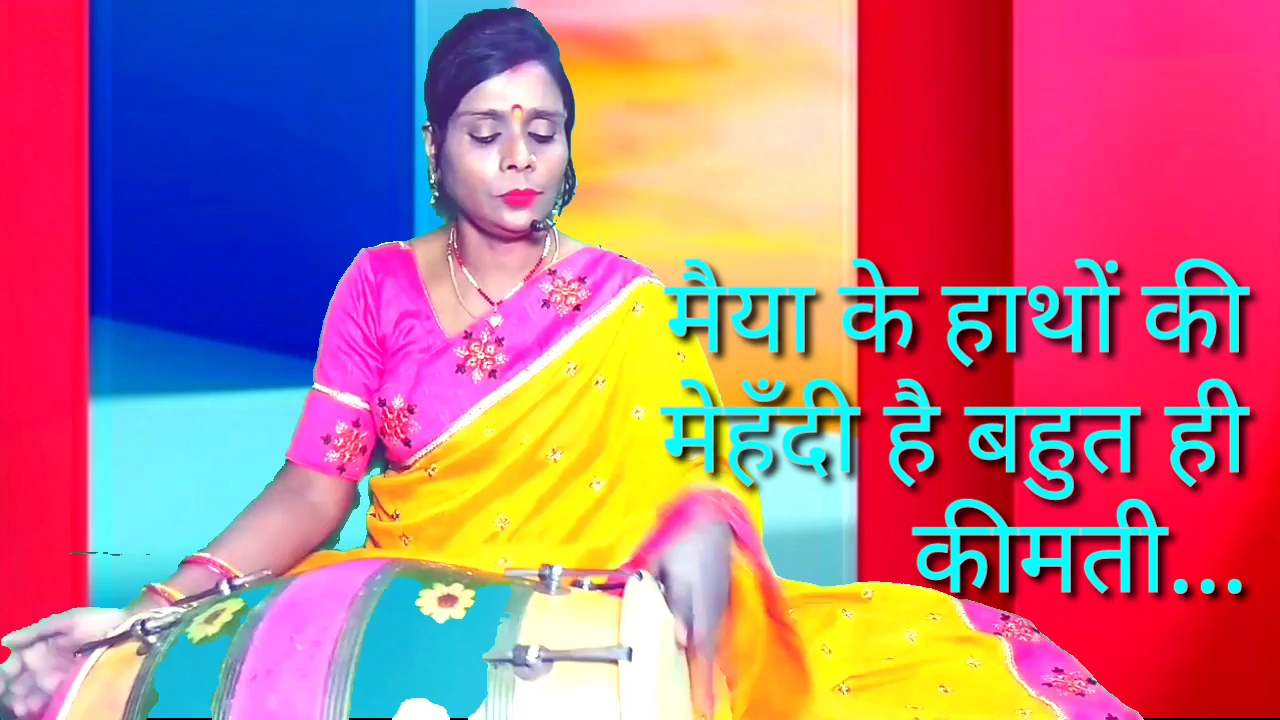 मैया के हाथों की
मेहँदी है बहुत ही
कीमती...